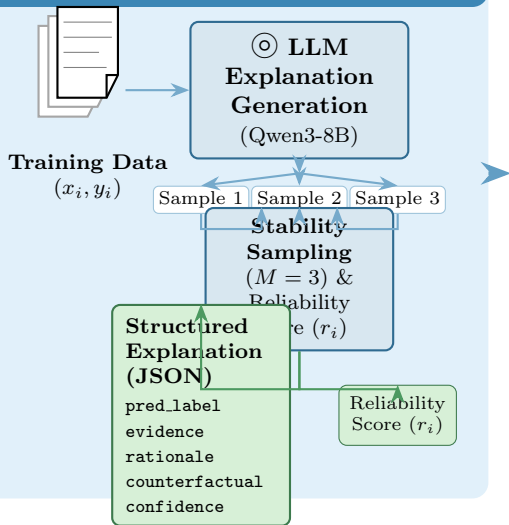 ◎ LLM
Explanation
Generation
(Qwen3-8B)
Training Data
(x_i, y_i)
Sample 1
Sample 2
Sample 3
Stability
Sampling
(M = 3) &
Reliability
re (r_i)
Structured
Explanation
(JSON)
pred_label
evidence
rationale
counterfactual
confidence
Reliability
Score (r_i)